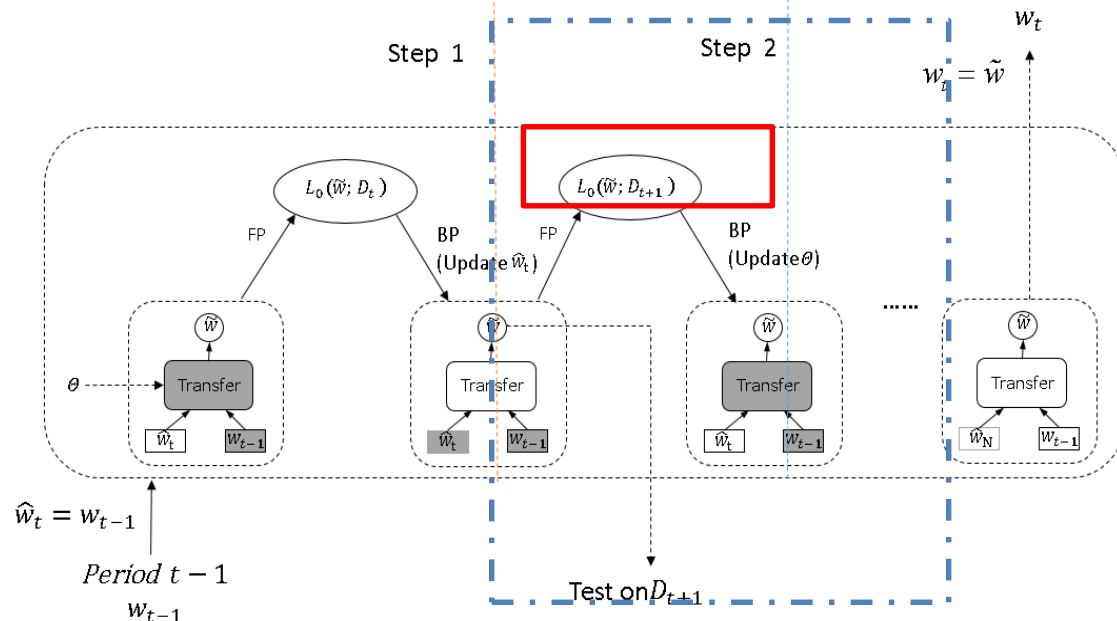 Step 1
Step 2
w_t
w_t = w̃
L₀(w̃; D_t)
L₀(w̃; D_{t+1})
FP
BP
(Update ŵ_t)
FP
BP
(Update Θ)
......
w̃
w̃
w̃
w̃
θ
Transfer
Transfer
Transfer
Transfer
ŵ_t
w_{t−1}
ŵ_t
w_{t−1}
ŵ_t
w_{t−1}
ŵ_N
w_{t−1}
ŵ_t = w_{t−1}
Period t − 1
w_{t−1}
Test on D_{t+1}